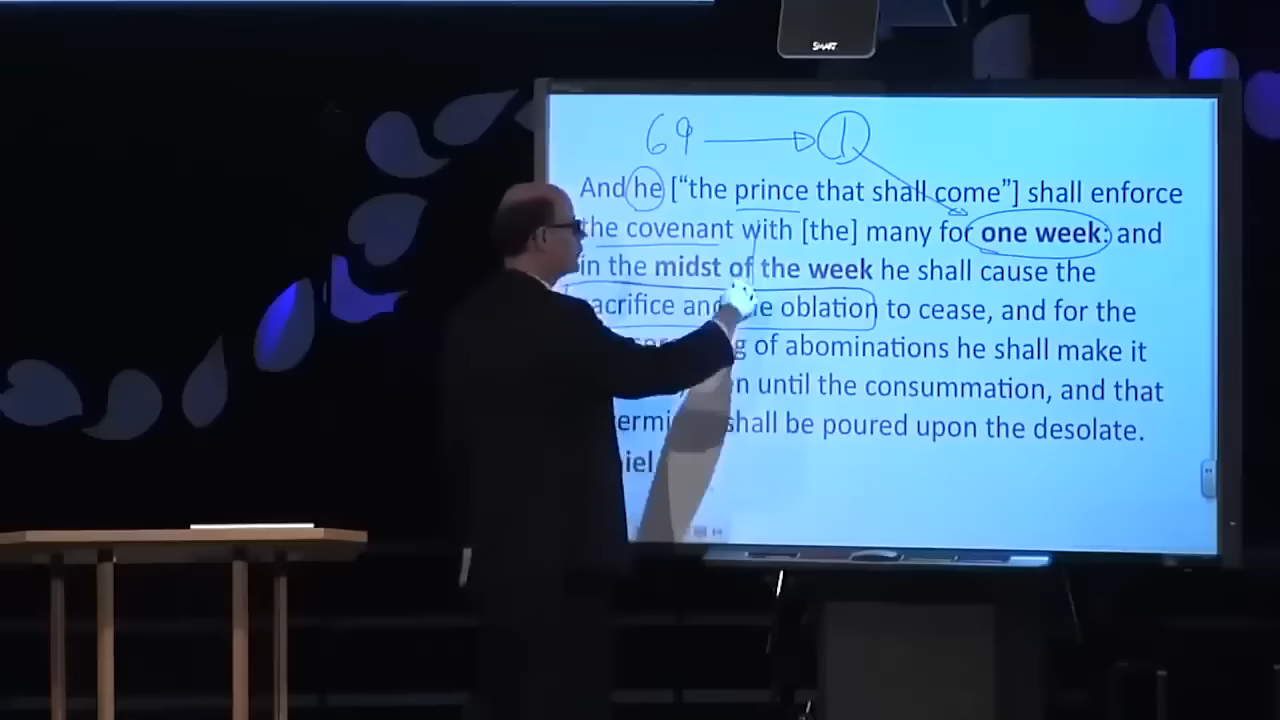 SMART
69 → 1
And he [“the prince that shall come”] shall enforce
the covenant with [the] many for one week: and
in the midst of the week he shall cause the
and oblation to cease, and for the
of abominations he shall make it
until the consummation, and that
shall be poured upon the desolate.